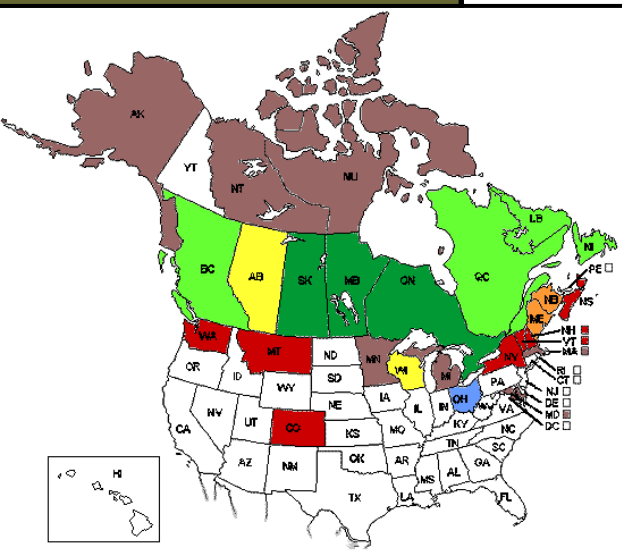 AK
YT
NT
NU
LB
NI
BC
AB
SK
MB
ON
QC
PE
NB
NS
ME
WA
MT
ND
MN
NH
VT
MA
OR
ID
WY
SD
WI
MI
NY
RI
CT
PA
NJ
DE
MD
DC
NV
UT
CO
NE
IA
IL
IN
OH
WV
VA
CA
KS
MO
KY
NC
TN
AZ
NM
OK
AR
SC
MS
AL
GA
TX
LA
FL
HI